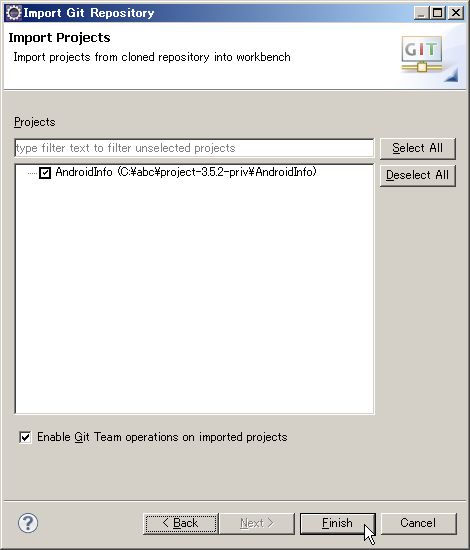 Import Git Repository
Import Projects
Import projects from cloned repository into workbench
GIT
Projects
type filter text to filter unselected projects
Select All
AndroidInfo (C:¥abc¥project-3.5.2-priv¥AndroidInfo)
Deselect All
Enable Git Team operations on imported projects
?
< Back
Next >
Finish
Cancel